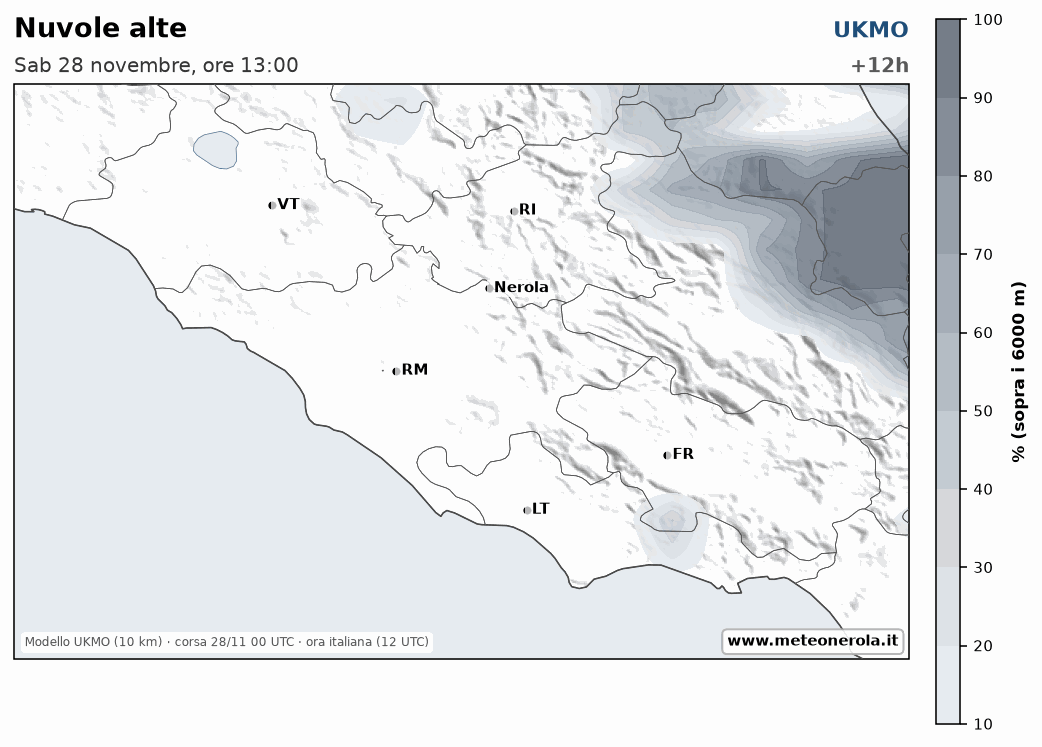 Nuvole alte
UKMO
Sab 28 novembre, ore 13:00
+12h
100
90
80
70
60
50
40
30
20
10
% (sopra i 6000 m)
VT
RI
Nerola
RM
FR
LT
Modello UKMO (10 km) · corsa 28/11 00 UTC · ora italiana (12 UTC)
www.meteonerola.it